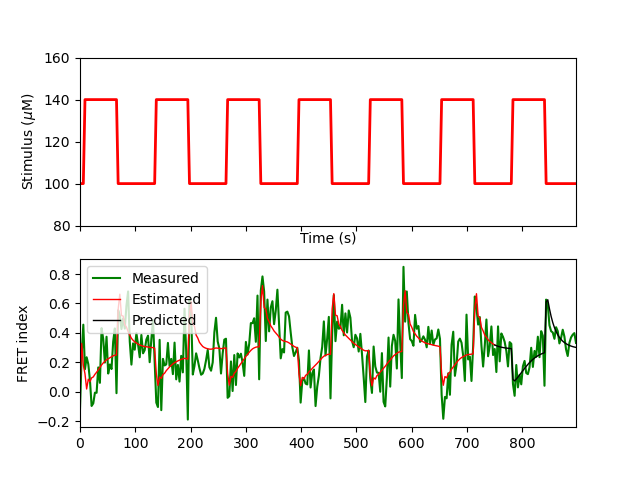 160
140
120
100
80
Stimulus (μM)
Time (s)
0.8
0.6
0.4
0.2
0.0
−0.2
FRET index
Measured
Estimated
Predicted
0 100 200 300 400 500 600 700 800